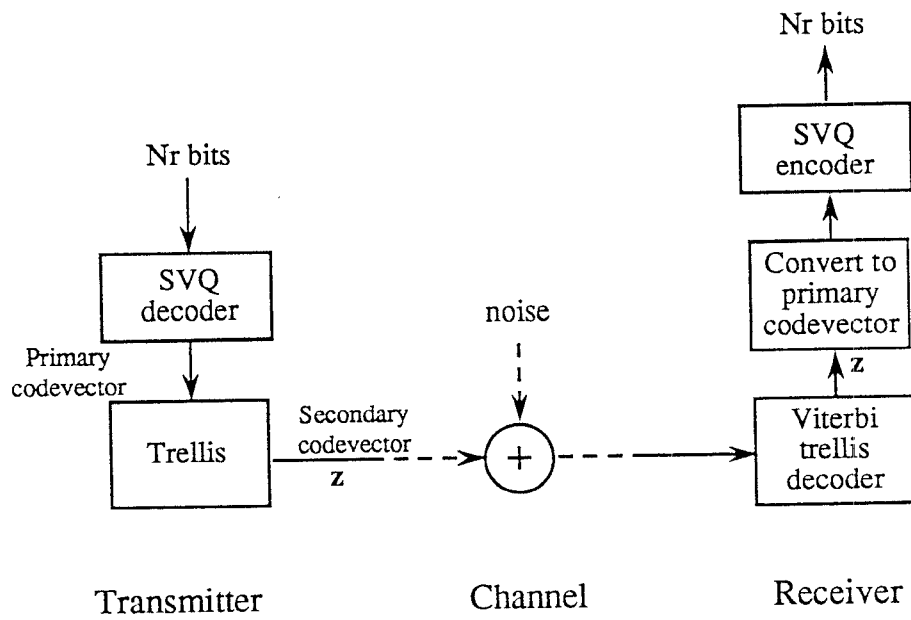 Nr bits
SVQ
decoder
Primary
codevector
Trellis
Secondary
codevector
z
noise
+
Nr bits
SVQ
encoder
Convert to
primary
codevector
z
Viterbi
trellis
decoder
Transmitter
Channel
Receiver